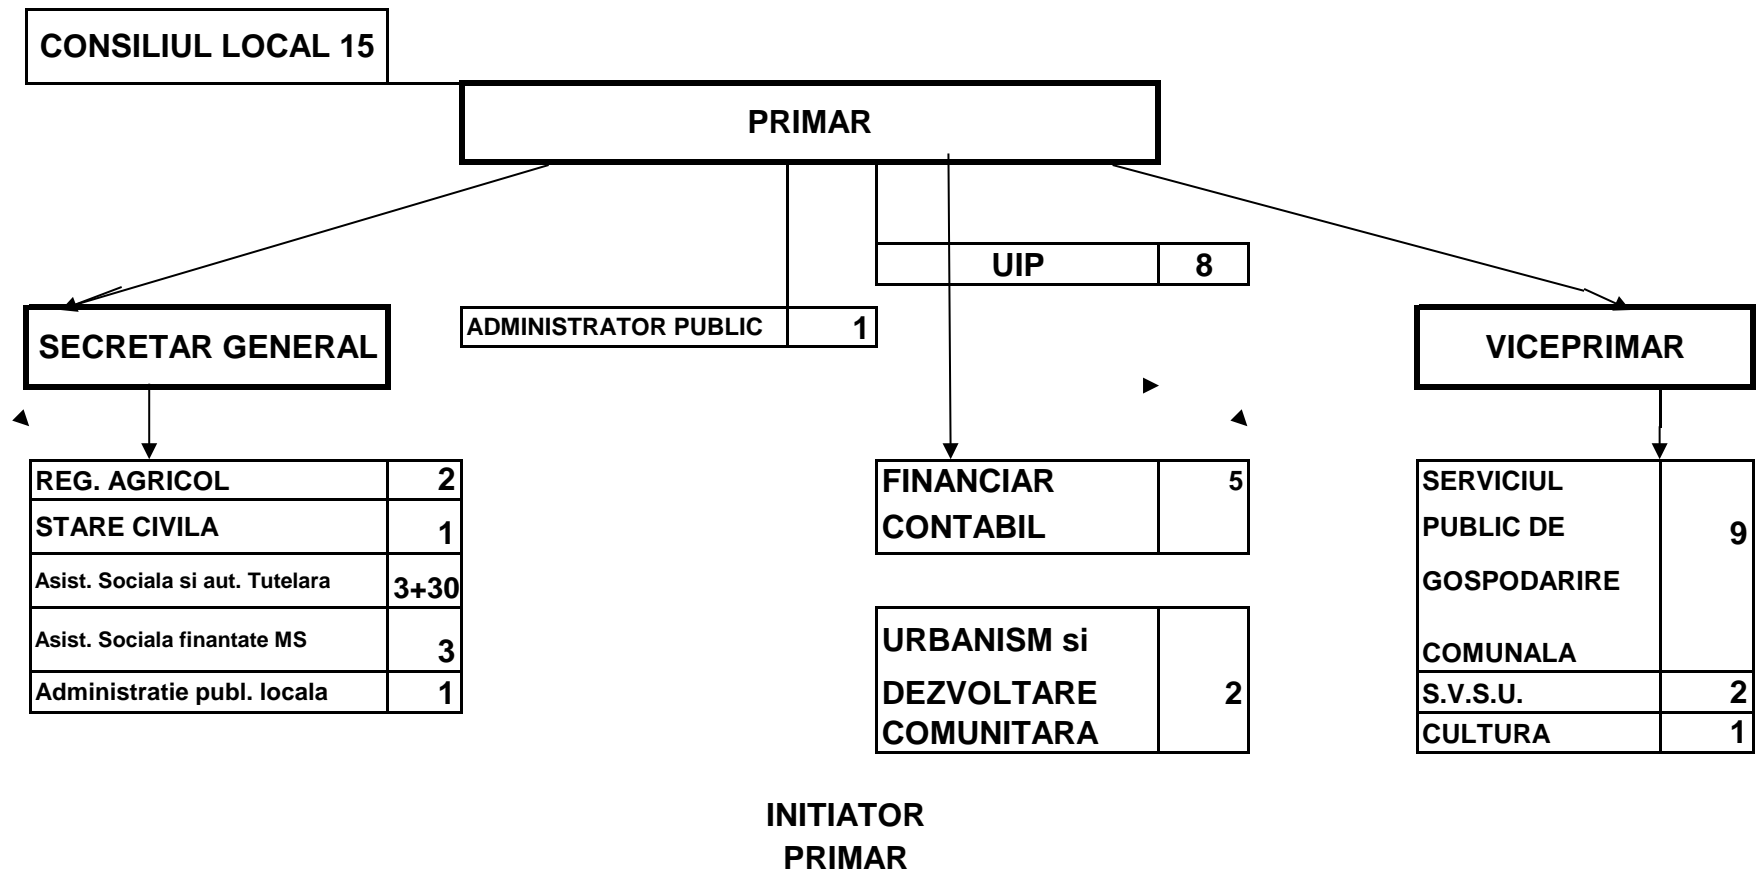 CONSILIUL LOCAL 15
PRIMAR
UIP 8
ADMINISTRATOR PUBLIC 1
SECRETAR GENERAL
VICEPRIMAR
REG. AGRICOL 2
STARE CIVILA 1
Asist. Sociala si aut. Tutelara 3+30
Asist. Sociala finantate MS 3
Administratie publ. locala 1
FINANCIAR 5
CONTABIL
URBANISM si
DEZVOLTARE 2
COMUNITARA
SERVICIUL
PUBLIC DE 9
GOSPODARIRE
COMUNALA
S.V.S.U. 2
CULTURA 1
INITIATOR
PRIMAR